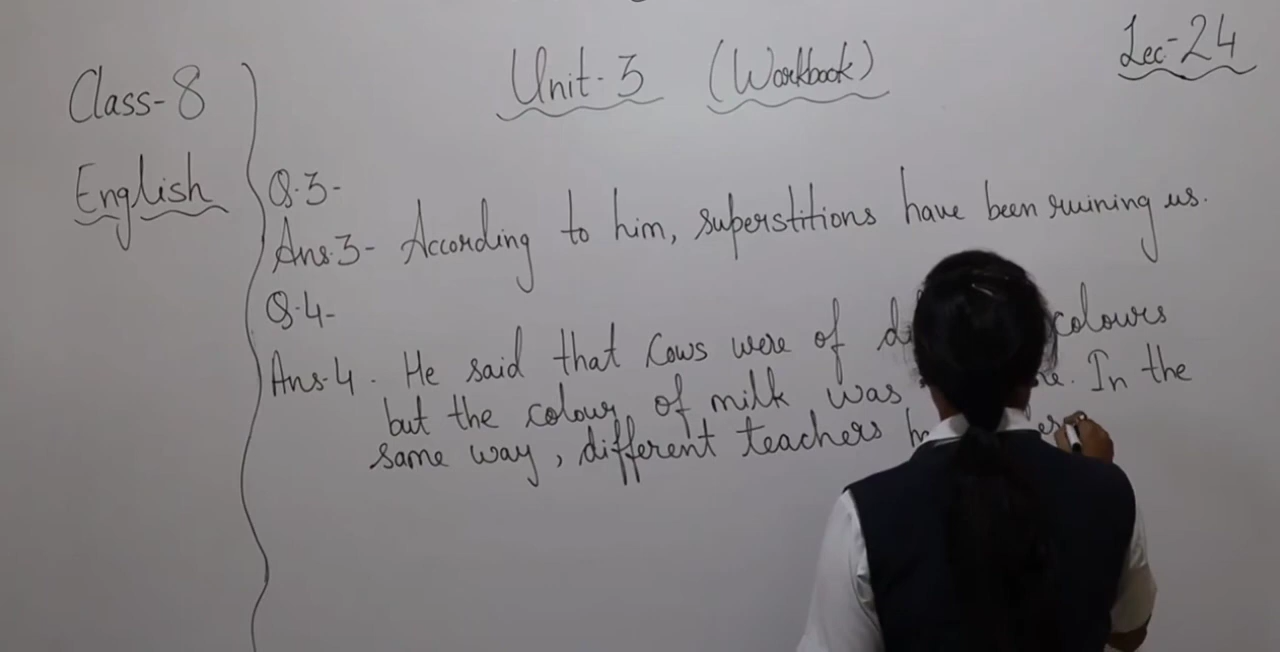 Class-8
English
Unit-3 (Workbook)
Lec-24
Q.3-
Ans.3- According to him, superstitions have been ruining us.
Q.4-
Ans.4. He said that cows were of colours
but the colour of milk was In the
same way, different teachers